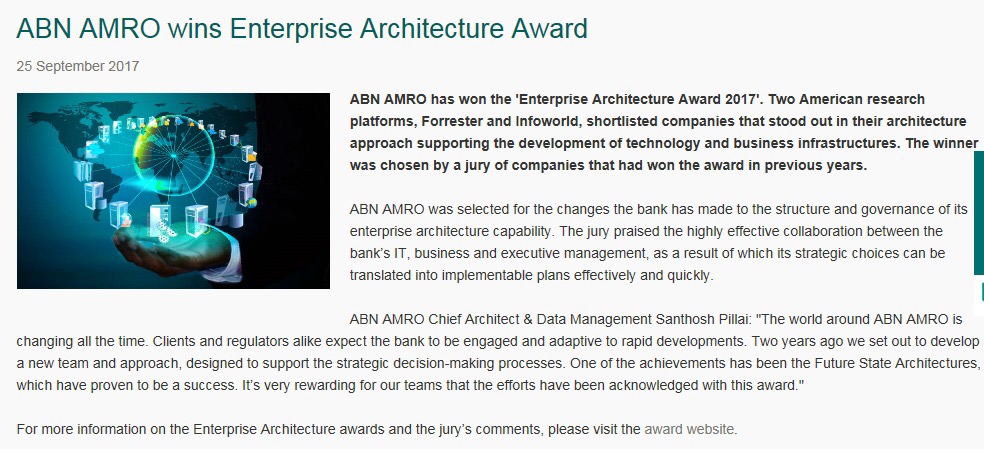 ABN AMRO wins Enterprise Architecture Award
25 September 2017
ABN AMRO has won the 'Enterprise Architecture Award 2017'. Two American research
platforms, Forrester and Infoworld, shortlisted companies that stood out in their architecture
approach supporting the development of technology and business infrastructures. The winner
was chosen by a jury of companies that had won the award in previous years.
ABN AMRO was selected for the changes the bank has made to the structure and governance of its
enterprise architecture capability. The jury praised the highly effective collaboration between the
bank's IT, business and executive management, as a result of which its strategic choices can be
translated into implementable plans effectively and quickly.
ABN AMRO Chief Architect & Data Management Santhosh Pillai: "The world around ABN AMRO is
changing all the time. Clients and regulators alike expect the bank to be engaged and adaptive to rapid developments. Two years ago we set out to develop
a new team and approach, designed to support the strategic decision-making processes. One of the achievements has been the Future State Architectures,
which have proven to be a success. It's very rewarding for our teams that the efforts have been acknowledged with this award."
For more information on the Enterprise Architecture awards and the jury's comments, please visit the award website.